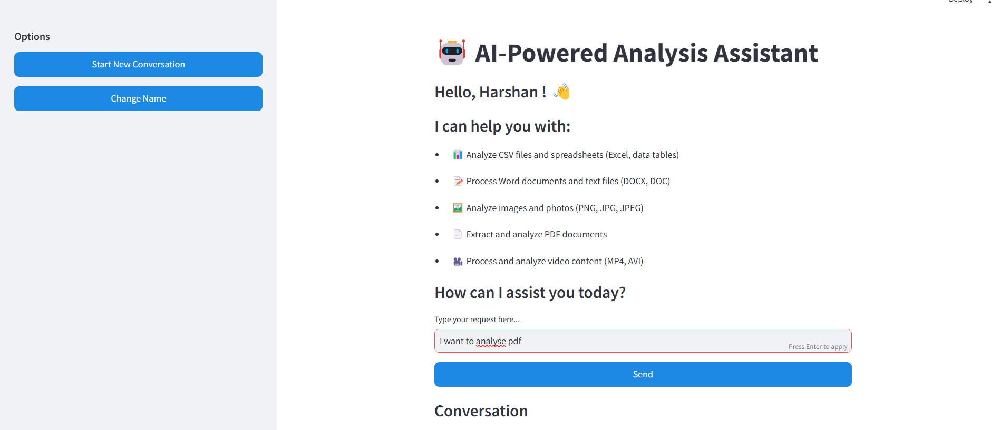 Deploy
Options
Start New Conversation
Change Name
AI-Powered Analysis Assistant
Hello, Harshan ! 👋
I can help you with:
• 📊 Analyze CSV files and spreadsheets (Excel, data tables)
• 📝 Process Word documents and text files (DOCX, DOC)
• 🖼️ Analyze images and photos (PNG, JPG, JPEG)
• 📄 Extract and analyze PDF documents
• 🎥 Process and analyze video content (MP4, AVI)
How can I assist you today?
Type your request here...
I want to analyse pdf
Press Enter to apply
Send
Conversation